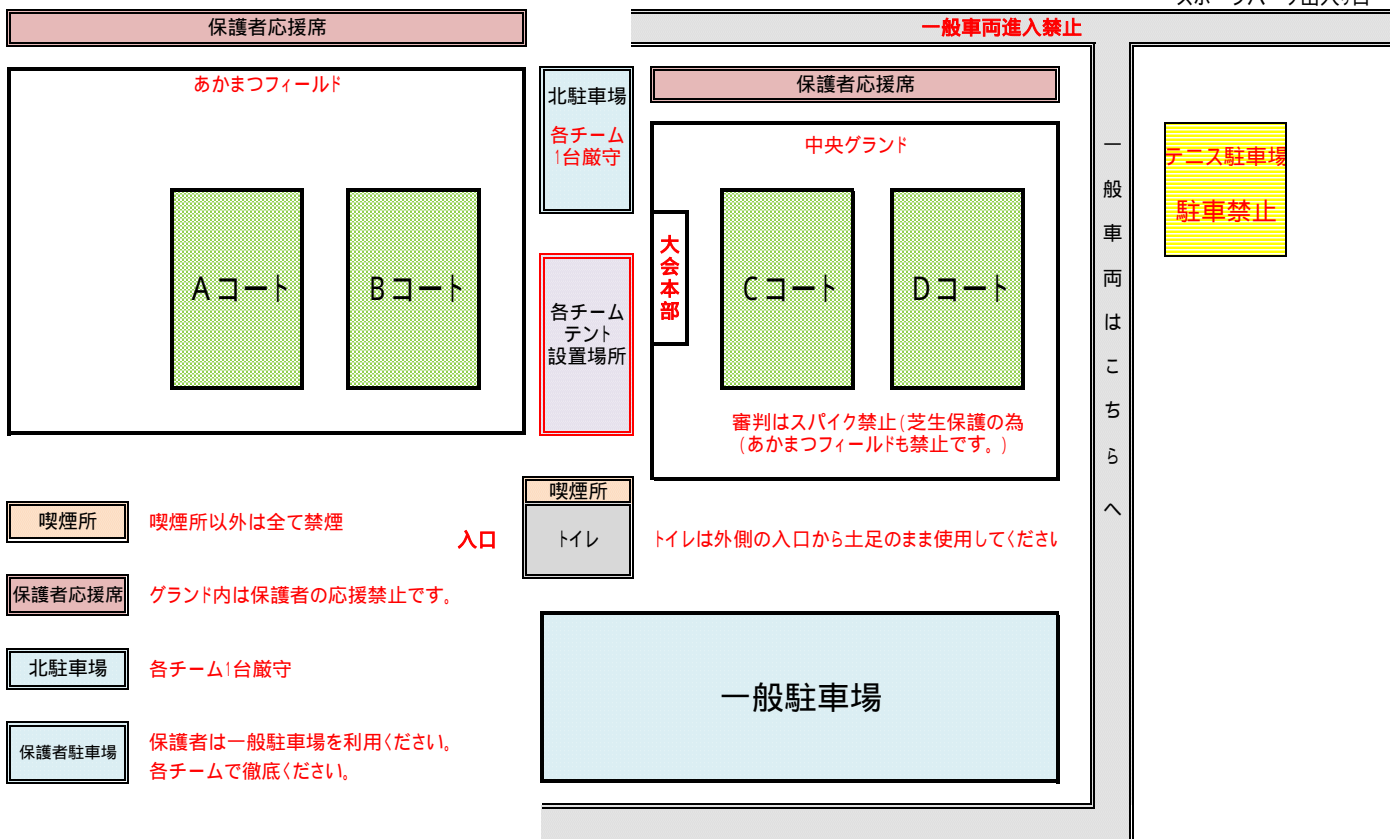 スポーツパーク出入り口
保護者応援席
一般車両進入禁止
あかまつフィールド
北駐車場
各チーム
1台厳守
保護者応援席
中央グランド
一般車両はこちらへ
テニス駐車場
駐車禁止
Aコート
Bコート
各チーム
テント
設置場所
大会本部
Cコート
Dコート
審判はスパイク禁止(芝生保護の為
(あかまつフィールドも禁止です。)
喫煙所
喫煙所
喫煙所以外は全て禁煙
入口
トイレ
トイレは外側の入口から土足のまま使用してください
保護者応援席
グランド内は保護者の応援禁止です。
北駐車場
各チーム1台厳守
一般駐車場
保護者駐車場
保護者は一般駐車場を利用ください。
各チームで徹底ください。